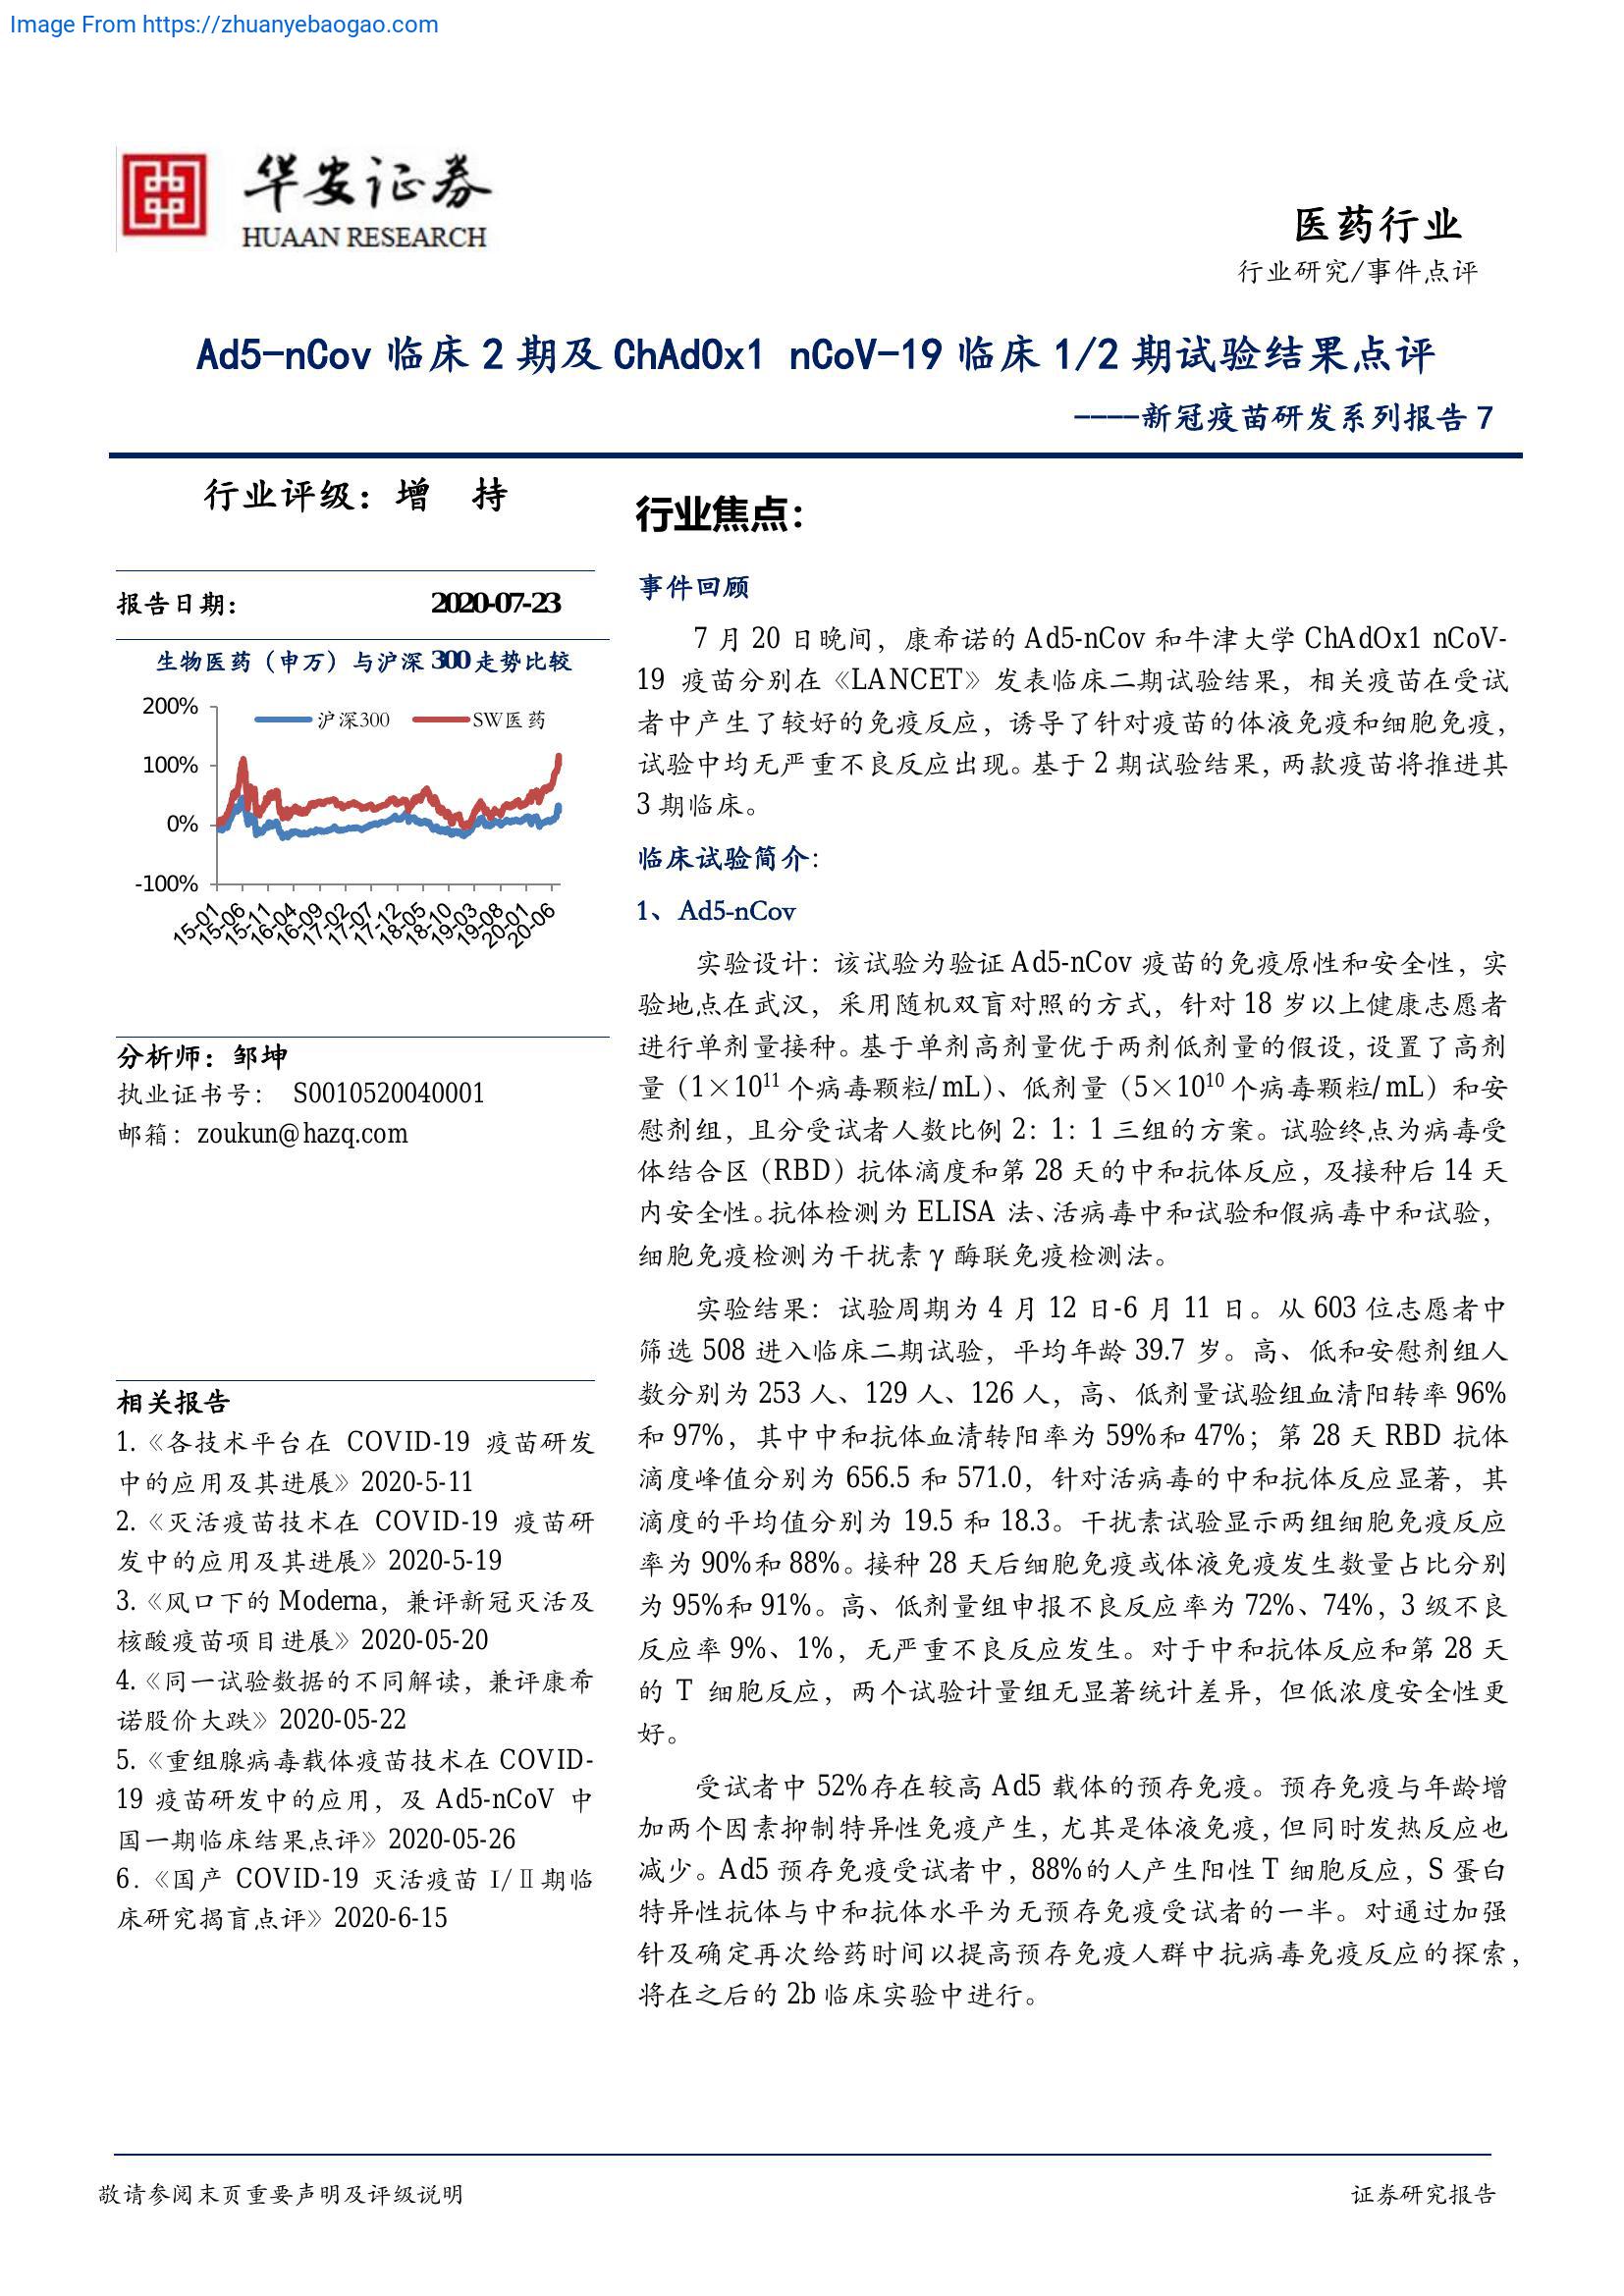 Image From https://zhuanyebaogao.com
华安证券
HUAAN RESEARCH
医药行业
行业研究/事件点评
Ad5-nCov 临床 2 期及 ChAdOx1 nCoV-19 临床 1/2 期试验结果点评
----新冠疫苗研发系列报告 7
行业评级：增 持
报告日期： 2020-07-23
生物医药（申万）与沪深 300 走势比较
沪深300 SW医药
200%
100%
0%
-100%
15-01 15-06 15-11 16-04 16-09 17-02 17-07 17-12 18-05 18-10 19-03 19-08 20-01 20-06
分析师：邹坤
执业证书号： S0010520040001
邮箱：zoukun@hazq.com
相关报告
1.《各技术平台在 COVID-19 疫苗研发
中的应用及其进展》2020-5-11
2.《灭活疫苗技术在 COVID-19 疫苗研
发中的应用及其进展》2020-5-19
3.《风口下的 Moderna，兼评新冠灭活及
核酸疫苗项目进展》2020-05-20
4.《同一试验数据的不同解读，兼评康希
诺股价大跌》2020-05-22
5.《重组腺病毒载体疫苗技术在 COVID-
19 疫苗研发中的应用，及 Ad5-nCoV 中
国一期临床结果点评》2020-05-26
6.《国产 COVID-19 灭活疫苗 I/Ⅱ期临
床研究揭盲点评》2020-6-15
行业焦点：
事件回顾
7 月 20 日晚间，康希诺的 Ad5-nCov 和牛津大学 ChAdOx1 nCoV-
19 疫苗分别在《LANCET》发表临床二期试验结果，相关疫苗在受试
者中产生了较好的免疫反应，诱导了针对疫苗的体液免疫和细胞免疫，
试验中均无严重不良反应出现。基于 2 期试验结果，两款疫苗将推进其
3 期临床。
临床试验简介：
1、Ad5-nCov
实验设计：该试验为验证 Ad5-nCov 疫苗的免疫原性和安全性，实
验地点在武汉，采用随机双盲对照的方式，针对 18 岁以上健康志愿者
进行单剂量接种。基于单剂高剂量优于两剂低剂量的假设，设置了高剂
量（1×10¹¹ 个病毒颗粒/mL）、低剂量（5×10¹⁰ 个病毒颗粒/mL）和安
慰剂组，且分受试者人数比例 2：1：1 三组的方案。试验终点为病毒受
体结合区（RBD）抗体滴度和第 28 天的中和抗体反应，及接种后 14 天
内安全性。抗体检测为 ELISA 法、活病毒中和试验和假病毒中和试验，
细胞免疫检测为干扰素 γ 酶联免疫检测法。
实验结果：试验周期为 4 月 12 日-6 月 11 日。从 603 位志愿者中
筛选 508 进入临床二期试验，平均年龄 39.7 岁。高、低和安慰剂组人
数分别为 253 人、129 人、126 人，高、低剂量试验组血清阳转率 96%
和 97%，其中中和抗体血清转阳率为 59%和 47%；第 28 天 RBD 抗体
滴度峰值分别为 656.5 和 571.0，针对活病毒的中和抗体反应显著，其
滴度的平均值分别为 19.5 和 18.3。干扰素试验显示两组细胞免疫反应
率为 90%和 88%。接种 28 天后细胞免疫或体液免疫发生数量占比分别
为 95%和 91%。高、低剂量组申报不良反应率为 72%、74%，3 级不良
反应率 9%、1%，无严重不良反应发生。对于中和抗体反应和第 28 天
的 T 细胞反应，两个试验计量组无显著统计差异，但低浓度安全性更
好。
受试者中 52%存在较高 Ad5 载体的预存免疫。预存免疫与年龄增
加两个因素抑制特异性免疫产生，尤其是体液免疫，但同时发热反应也
减少。Ad5 预存免疫受试者中，88%的人产生阳性 T 细胞反应，S 蛋白
特异性抗体与中和抗体水平为无预存免疫受试者的一半。对通过加强
针及确定再次给药时间以提高预存免疫人群中抗病毒免疫反应的探索，
将在之后的 2b 临床实验中进行。
敬请参阅末页重要声明及评级说明
证券研究报告